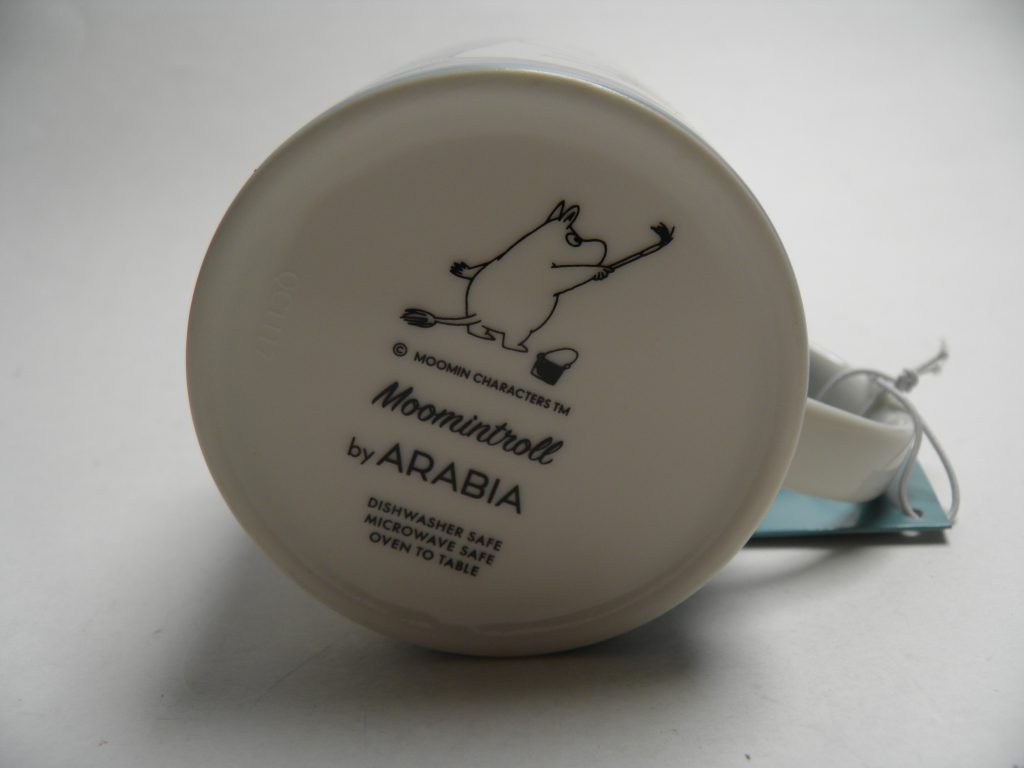 © MOOMIN CHARACTERS TM
Moomintroll
by ARABIA
DISHWASHER SAFE
MICROWAVE SAFE
OVEN TO TABLE